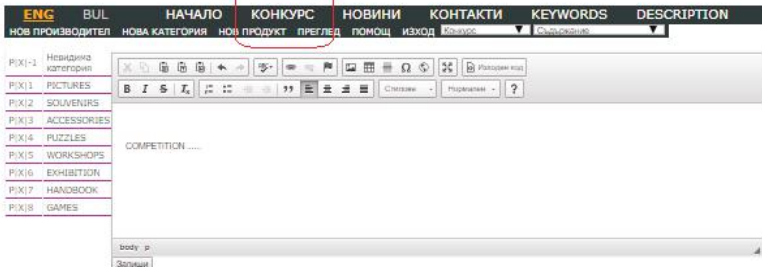 ENG BUL НАЧАЛО КОНКУРС НОВИНИ КОНТАКТИ KEYWORDS DESCRIPTION
НОВ ПРОИЗВОДИТЕЛ НОВА КАТЕГОРИЯ НОВ ПРОДУКТ ПРЕГЛЕД ПОМОЩ ИЗХОД Конкурс Съдържание
P|X|-1 Невидима
категория
P|X|1 PICTURES
P|X|2 SOUVENIRS
P|X|3 ACCESSORIES
P|X|4 PUZZLES
P|X|5 WORKSHOPS
P|X|6 EXHIBITION
P|X|7 HANDBOOK
P|X|8 GAMES
Изходен код
B I S Tx Стилове Нормален ?
COMPETITION .....
body p
Запиши